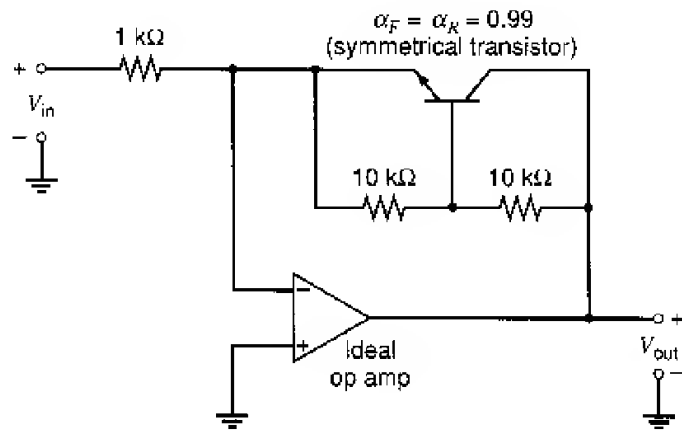 α_F = α_R = 0.99
(symmetrical transistor)
1 kΩ
+
V_in
−
10 kΩ
10 kΩ
−
+
Ideal
op amp
+
V_out
−